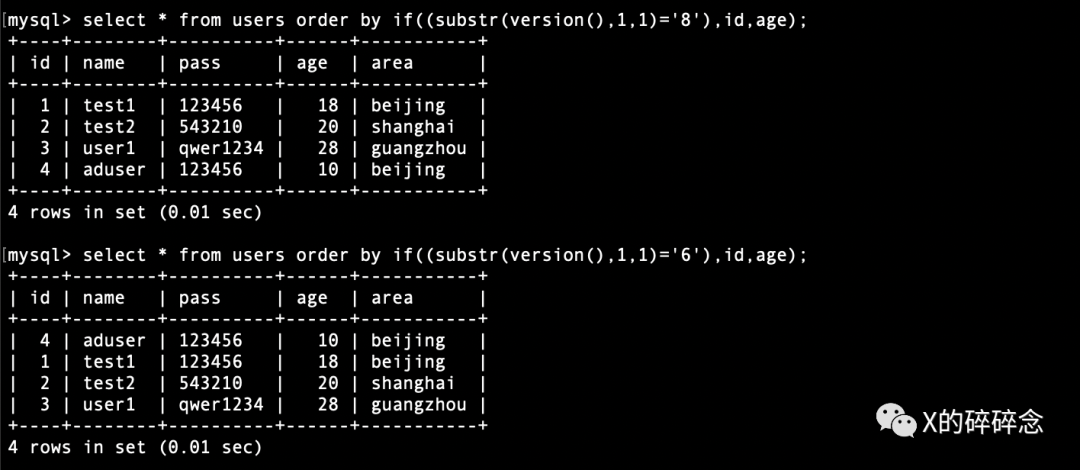 [mysql> select * from users order by if((substr(version(),1,1)='8'),id,age);
+----+--------+----------+------+-----------+
| id | name   | pass     | age  | area      |
+----+--------+----------+------+-----------+
|  1 | test1  | 123456   |   18 | beijing   |
|  2 | test2  | 543210   |   20 | shanghai  |
|  3 | user1  | qwer1234 |   28 | guangzhou |
|  4 | aduser | 123456   |   10 | beijing   |
+----+--------+----------+------+-----------+
4 rows in set (0.01 sec)
[mysql> select * from users order by if((substr(version(),1,1)='6'),id,age);
+----+--------+----------+------+-----------+
| id | name   | pass     | age  | area      |
+----+--------+----------+------+-----------+
|  4 | aduser | 123456   |   10 | beijing   |
|  1 | test1  | 123456   |   18 | beijing   |
|  2 | test2  | 543210   |   20 | shanghai  |
|  3 | user1  | qwer1234 |   28 | guangzhou |
+----+--------+----------+------+-----------+
4 rows in set (0.01 sec)
X的碎碎念